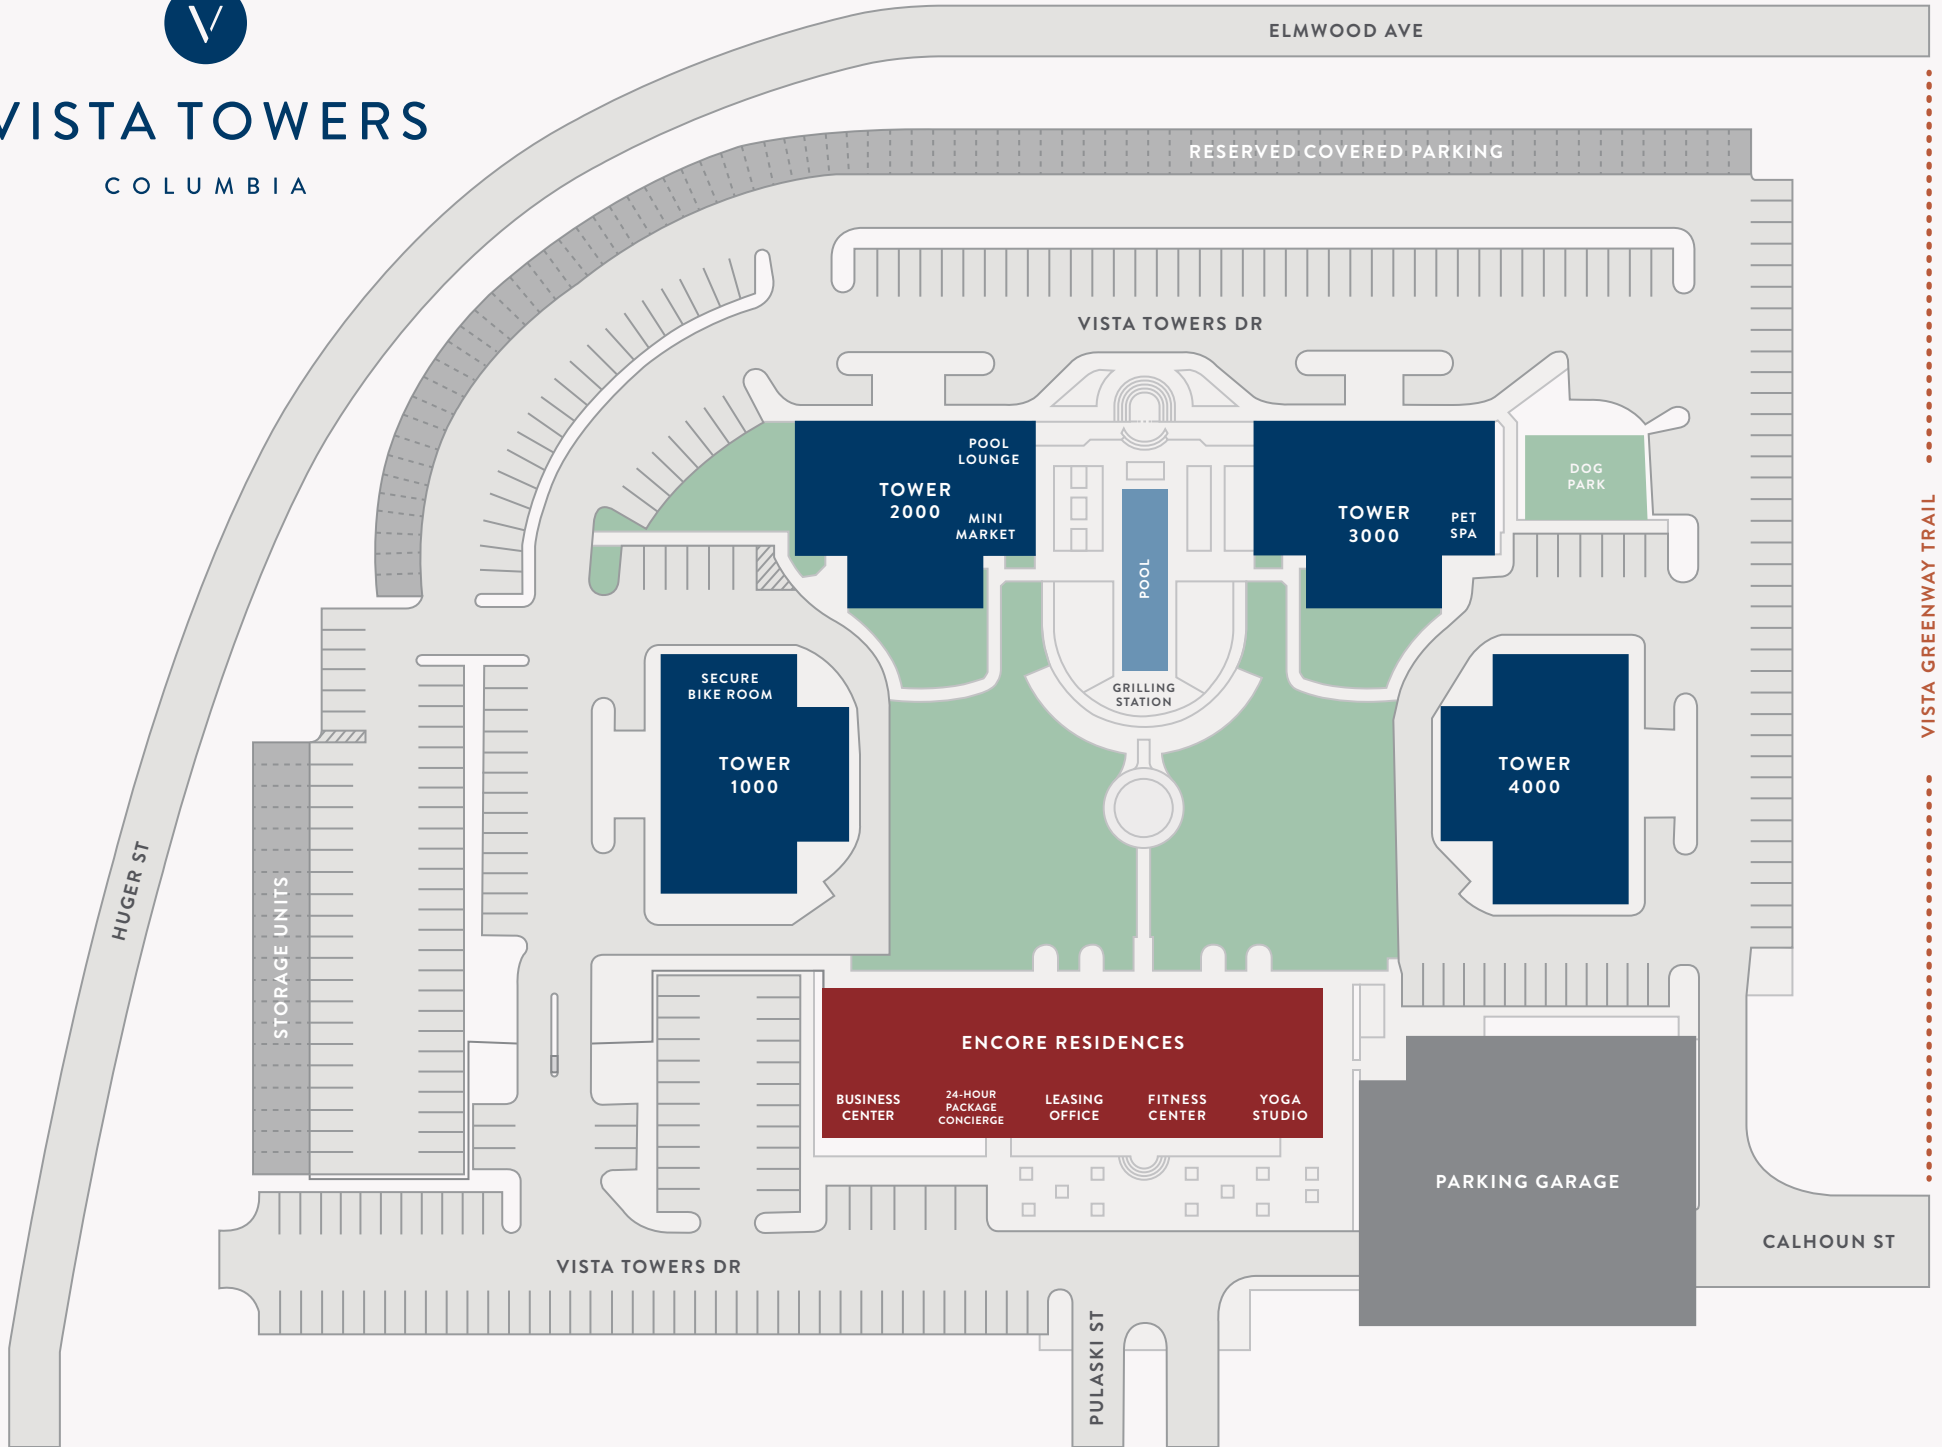 V
VISTA TOWERS
COLUMBIA
ELMWOOD AVE
RESERVED COVERED PARKING
VISTA TOWERS DR
POOL
LOUNGE
TOWER
2000
MINI
MARKET
TOWER
3000
PET
SPA
DOG
PARK
POOL
GRILLING
STATION
SECURE
BIKE ROOM
TOWER
1000
TOWER
4000
VISTA GREENWAY TRAIL
HUGER ST
STORAGE UNITS
ENCORE RESIDENCES
BUSINESS
CENTER
24-HOUR
PACKAGE
CONCIERGE
LEASING
OFFICE
FITNESS
CENTER
YOGA
STUDIO
PARKING GARAGE
CALHOUN ST
VISTA TOWERS DR
PULASKI ST